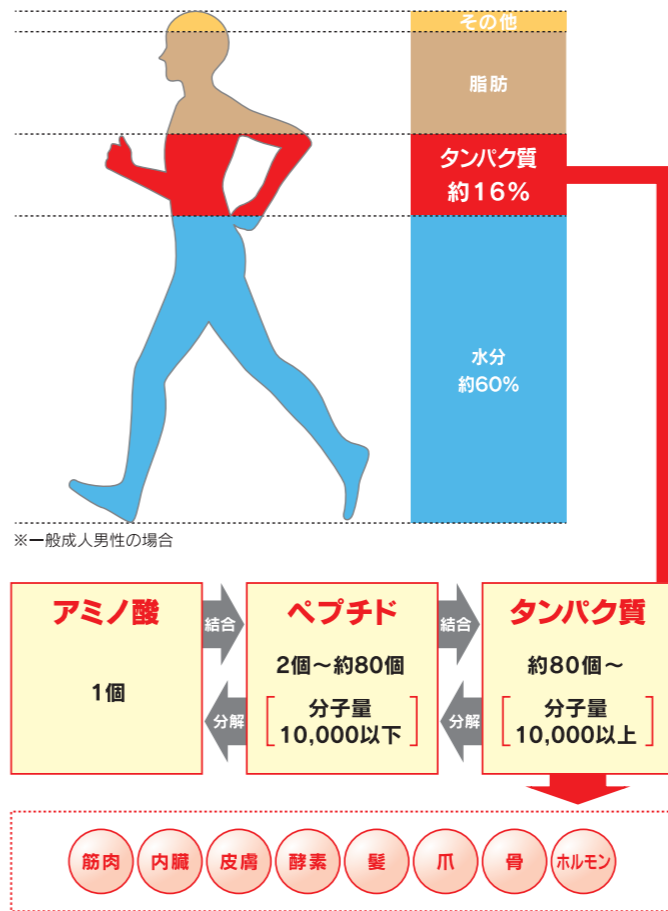 その他
脂肪
タンパク質
約16%
水分
約60%
※一般成人男性の場合
アミノ酸
1個
結合
分解
ペプチド
2個～約80個
分子量
10,000以下
結合
分解
タンパク質
約80個～
分子量
10,000以上
筋肉
内臓
皮膚
酵素
髪
爪
骨
ホルモン